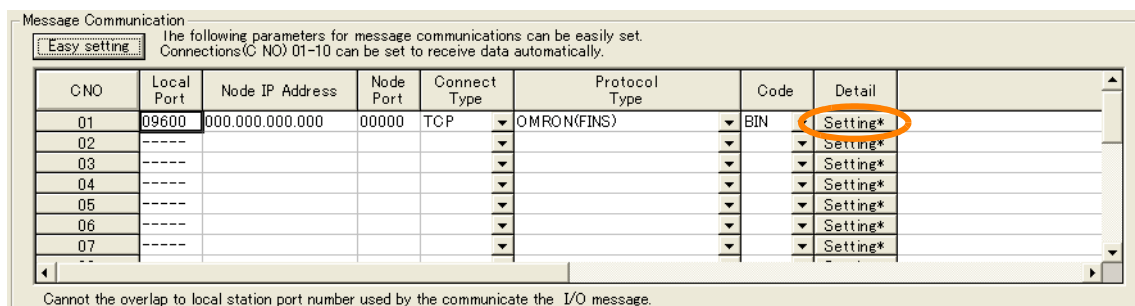 Message Communication
Easy setting
The following parameters for message communications can be easily set.
Connections(C NO) 01-10 can be set to receive data automatically.
CNO Local Port Node IP Address Node Port Connect Type Protocol Type Code Detail
01 09600 000.000.000.000 00000 TCP OMRON(FINS) BIN Setting*
02 ----- Setting*
03 ----- Setting*
04 ----- Setting*
05 ----- Setting*
06 ----- Setting*
07 ----- Setting*
Cannot the overlap to local station port number used by the communicate the I/O message.